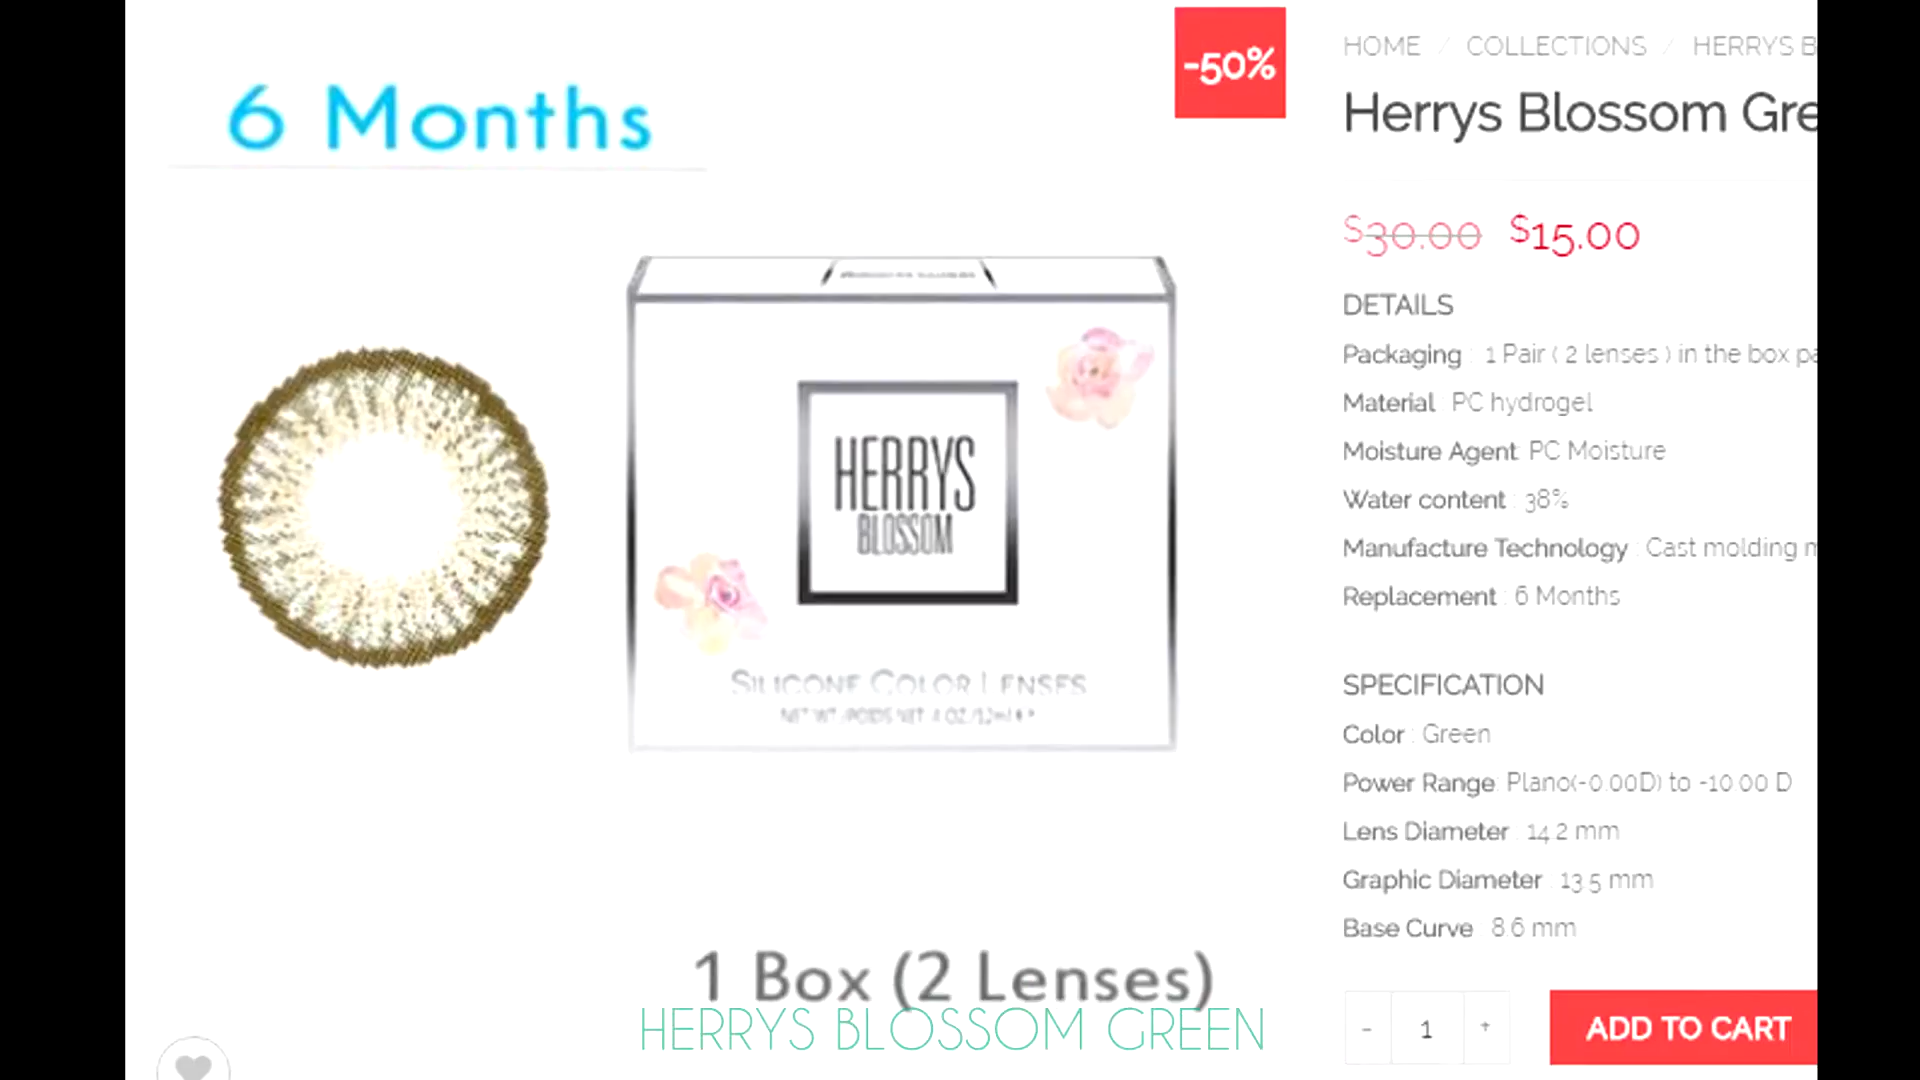 6 Months
-50%
HERRYS
BLOSSOM
SILICONE COLOR LENSES
1 Box (2 Lenses)
HERRYS BLOSSOM GREEN
HOME / COLLECTIONS / HERRYS B
Herrys Blossom Gre
$30.00 $15.00
DETAILS
Packaging : 1 Pair ( 2 lenses ) in the box pa
Material : PC hydrogel
Moisture Agent: PC Moisture
Water content : 38%
Manufacture Technology : Cast molding m
Replacement : 6 Months
SPECIFICATION
Color : Green
Power Range: Plano(-0.00D) to -10.00 D
Lens Diameter : 14.2 mm
Graphic Diameter : 13.5 mm
Base Curve : 8.6 mm
- 1 +
ADD TO CART